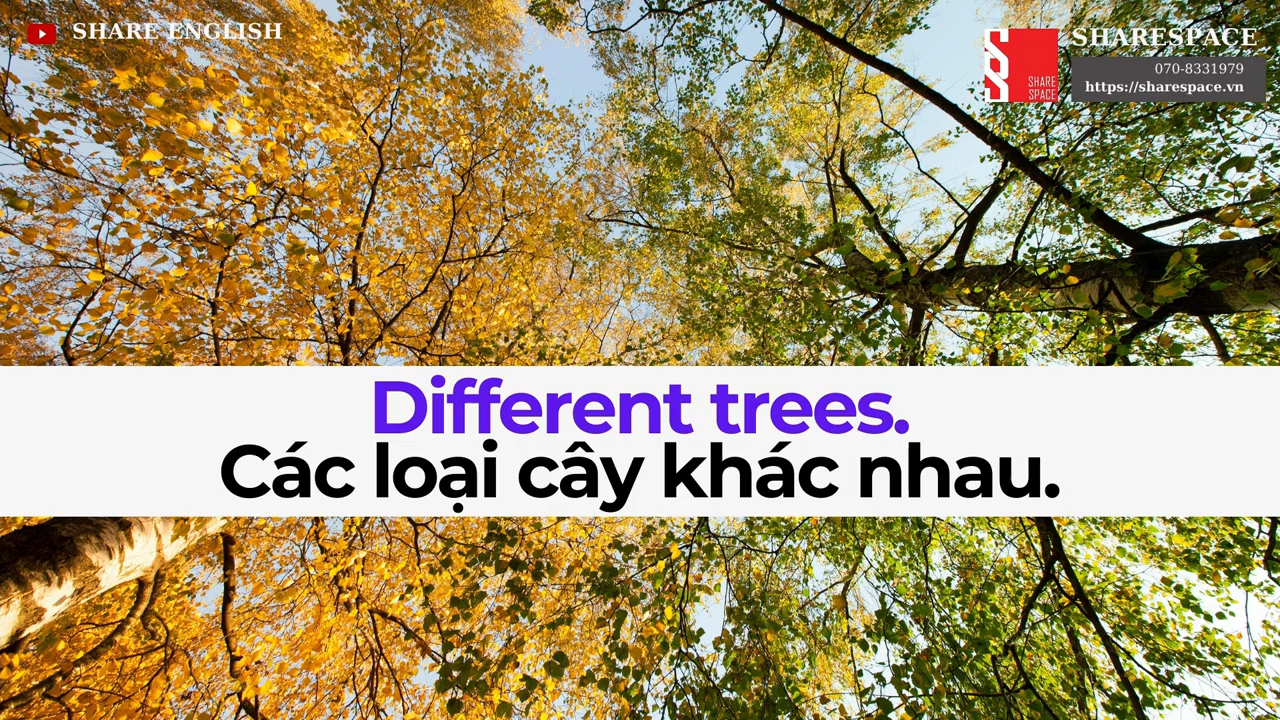 SHARE ENGLISH
SHARESPACE
070-8331979
https://sharespace.vn
SHARE
SPACE
Different trees.
Các loại cây khác nhau.